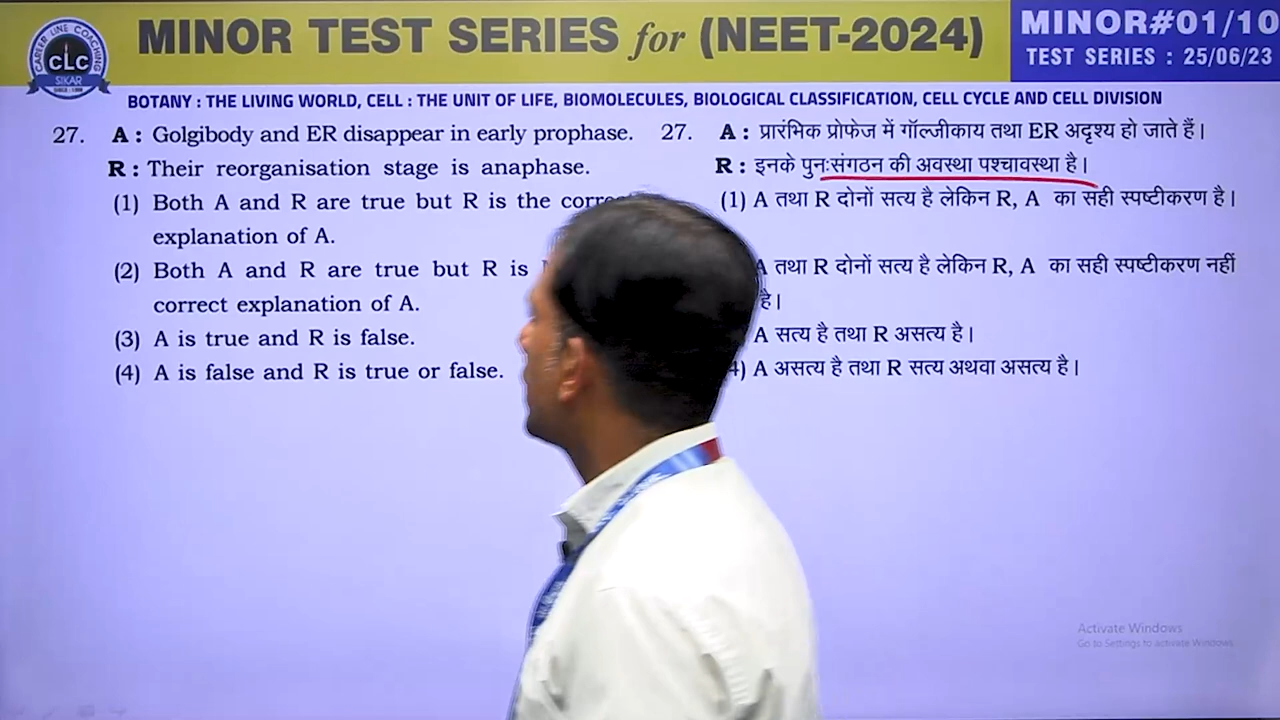 MINOR TEST SERIES for (NEET-2024)
MINOR#01/10
TEST SERIES : 25/06/23
CAREER LINE COACHING
CLC
SIKAR
BOTANY : THE LIVING WORLD, CELL : THE UNIT OF LIFE, BIOMOLECULES, BIOLOGICAL CLASSIFICATION, CELL CYCLE AND CELL DIVISION
27. A : Golgibody and ER disappear in early prophase.
R : Their reorganisation stage is anaphase.
(1) Both A and R are true but R is the
explanation of A.
(2) Both A and R are true but R is
correct explanation of A.
(3) A is true and R is false.
(4) A is false and R is true or false.
27. A : प्रारंभिक प्रोफेज में गॉल्जीकाय तथा ER अदृश्य हो जाते हैं।
R : इनके पुनःसंगठन की अवस्था पश्चावस्था है।
(1) A तथा R दोनों सत्य है लेकिन R, A का सही स्पष्टीकरण है।
A तथा R दोनों सत्य है लेकिन R, A का सही स्पष्टीकरण नहीं
है।
A सत्य है तथा R असत्य है।
4) A असत्य है तथा R सत्य अथवा असत्य है।
Activate Windows
Go to Settings to activate Windows.